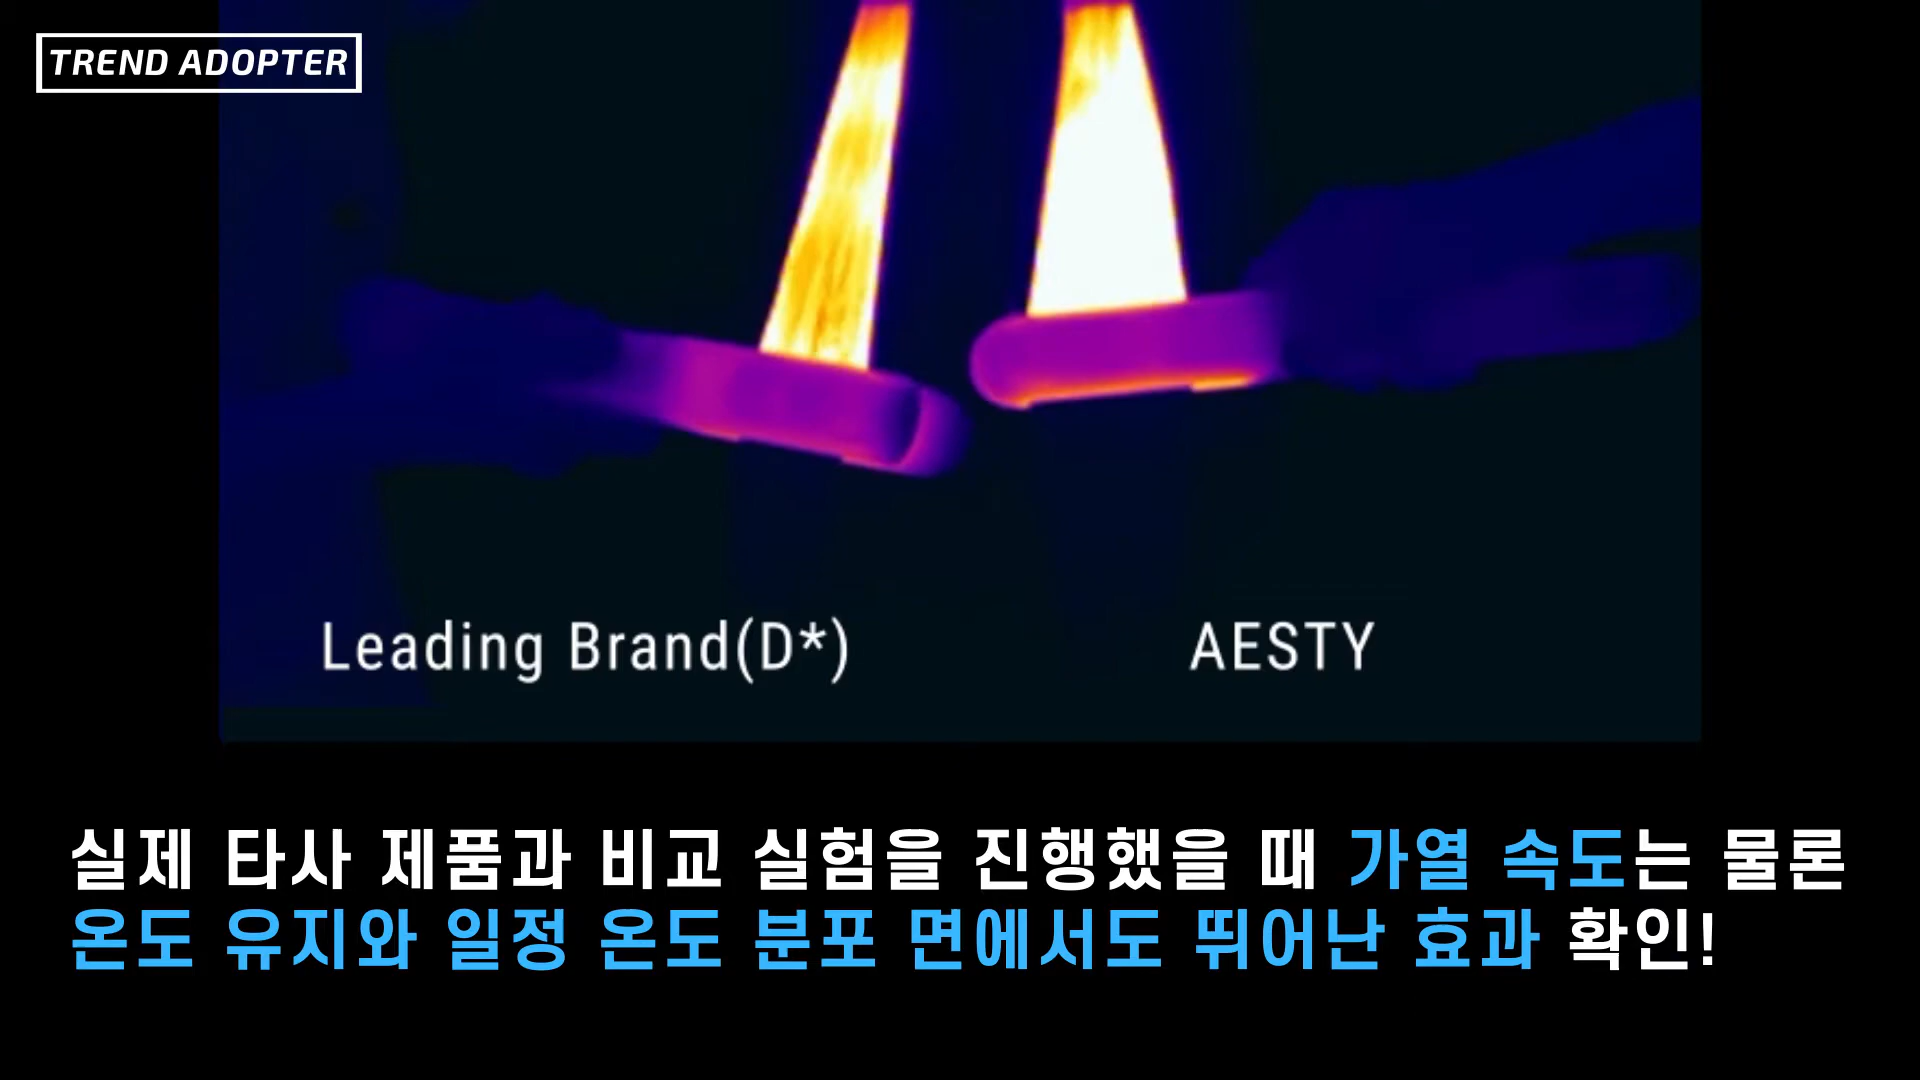 TREND ADOPTER
Leading Brand(D*)
AESTY
실제 타사 제품과 비교 실험을 진행했을 때 가열 속도는 물론
온도 유지와 일정 온도 분포 면에서도 뛰어난 효과 확인!